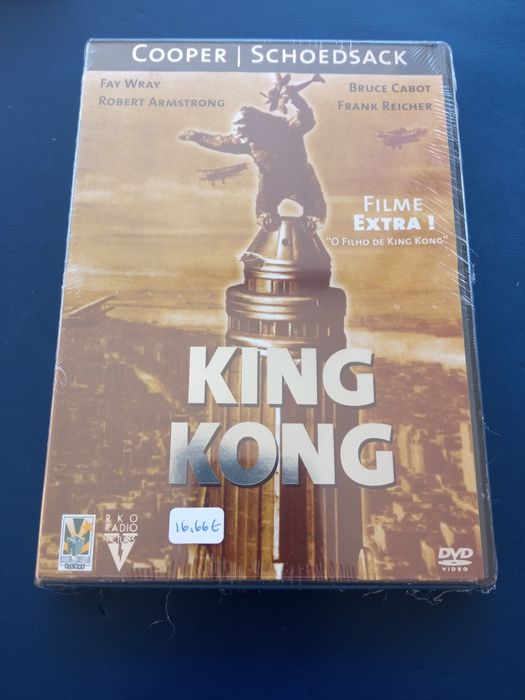 COOPER | SCHOEDSACK
FAY WRAY
ROBERT ARMSTRONG
BRUCE CABOT
FRANK REICHER
FILME
EXTRA !
"O FILHO DE KING KONG"
KING
KONG
16,66€
RKO
RADIO
PICTURES
DVD
VIDEO